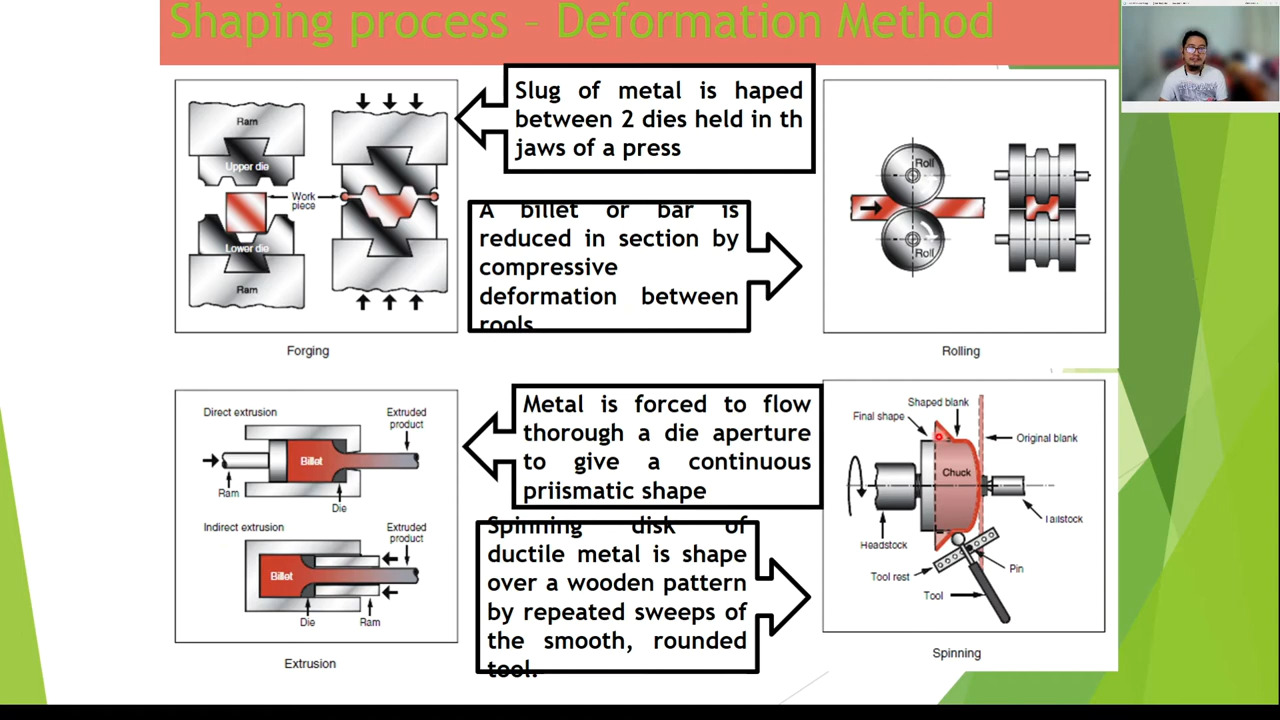 Shaping process – Deformation Method
Slug of metal is haped
between 2 dies held in th
jaws of a press
Ram
Upper die
Work
piece
Lower die
Ram
Forging
A billet or bar is
reduced in section by
compressive
deformation between
rools
Roll
Roll
Rolling
Direct extrusion
Extruded
product
Billet
Ram
Die
Indirect extrusion
Extruded
product
Billet
Die
Ram
Extrusion
Metal is forced to flow
thorough a die aperture
to give a continuous
priismatic shape
Spinning disk of
ductile metal is shape
over a wooden pattern
by repeated sweeps of
the smooth, rounded
tool.
Shaped blank
Final shape
Original blank
Chuck
Tailstock
Headstock
Pin
Tool rest
Tool
Spinning